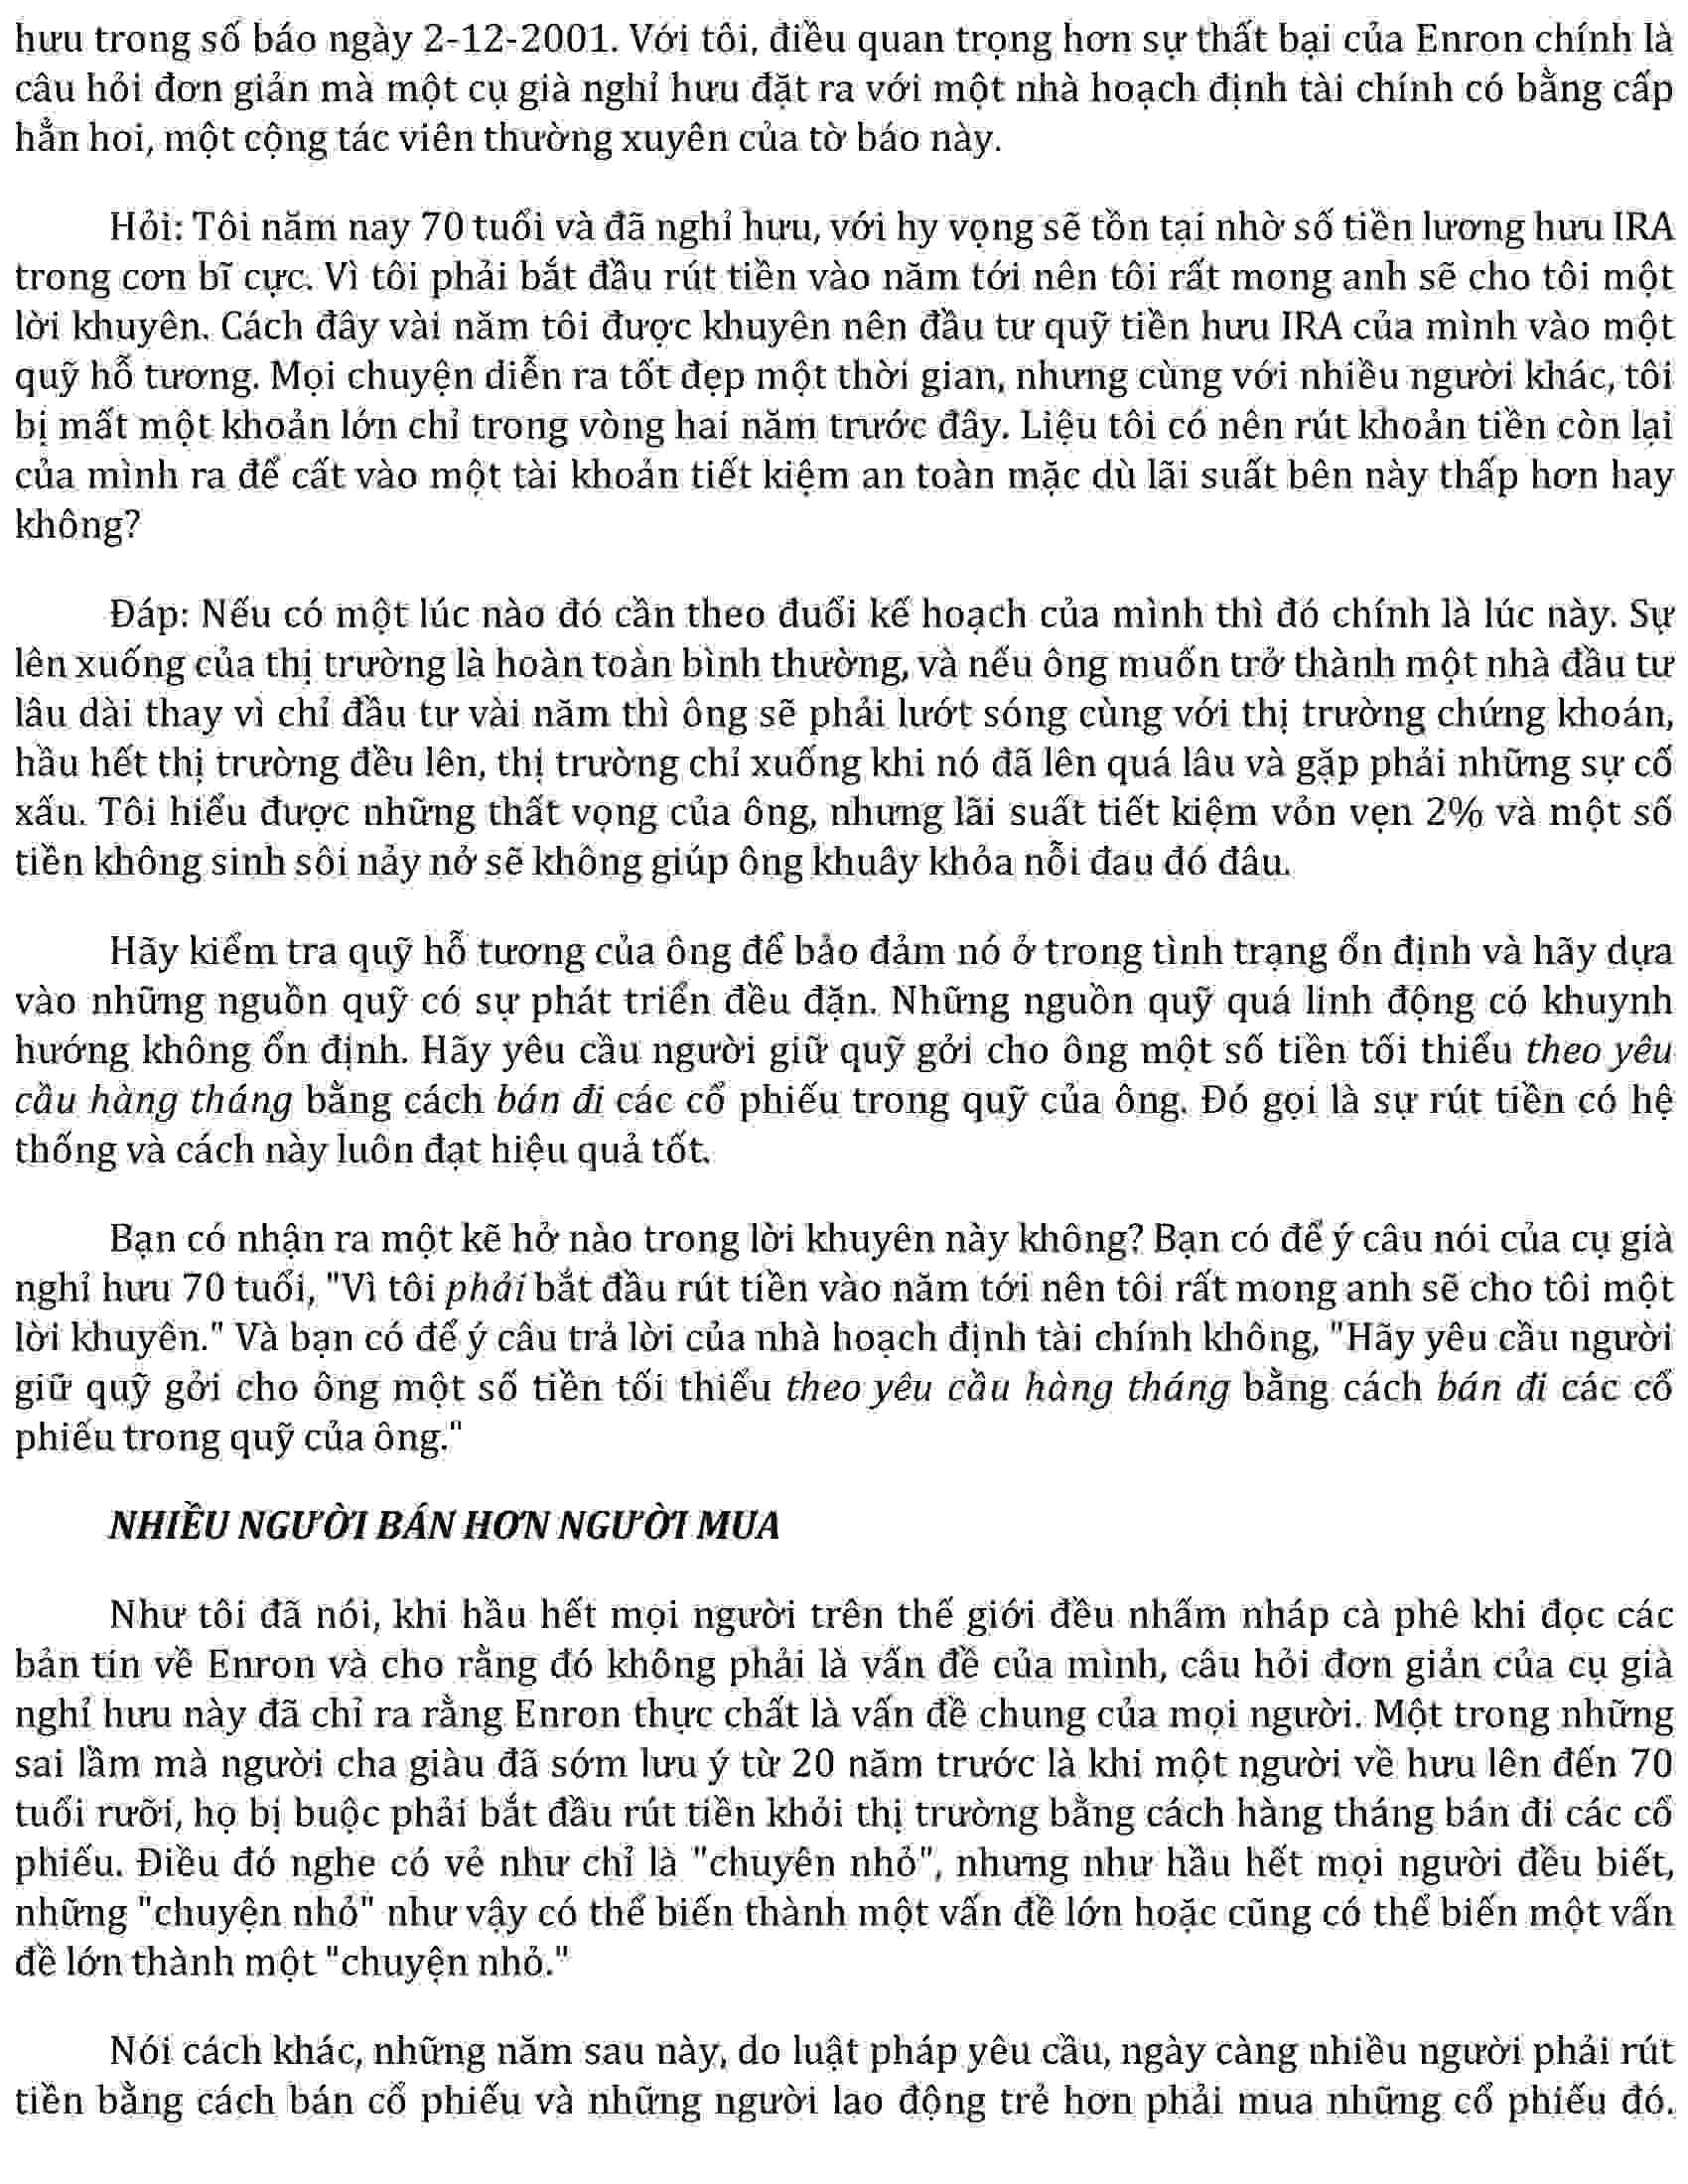 hưu trong số báo ngày 2-12-2001. Với tôi, điều quan trọng hơn sự thất bại của Enron chính là
câu hỏi đơn giản mà một cụ già nghỉ hưu đặt ra với một nhà hoạch định tài chính có bằng cấp
hẳn hoi, một cộng tác viên thường xuyên của tờ báo này.
Hỏi: Tôi năm nay 70 tuổi và đã nghỉ hưu, với hy vọng sẽ tồn tại nhờ số tiền lương hưu IRA
trong cơn bĩ cực. Vì tôi phải bắt đầu rút tiền vào năm tới nên tôi rất mong anh sẽ cho tôi một
lời khuyên. Cách đây vài năm tôi được khuyên nên đầu tư quỹ tiền hưu IRA của mình vào một
quỹ hỗ tương. Mọi chuyện diễn ra tốt đẹp một thời gian, nhưng cùng với nhiều người khác, tôi
bị mất một khoản lớn chỉ trong vòng hai năm trước đây. Liệu tôi có nên rút khoản tiền còn lại
của mình ra để cất vào một tài khoản tiết kiệm an toàn mặc dù lãi suất bên này thấp hơn hay
không?
Đáp: Nếu có một lúc nào đó cần theo đuổi kế hoạch của mình thì đó chính là lúc này. Sự
lên xuống của thị trường là hoàn toàn bình thường, và nếu ông muốn trở thành một nhà đầu tư
lâu dài thay vì chỉ đầu tư vài năm thì ông sẽ phải lướt sóng cùng với thị trường chứng khoán,
hầu hết thị trường đều lên, thị trường chỉ xuống khi nó đã lên quá lâu và gặp phải những sự cố
xấu. Tôi hiểu được những thất vọng của ông, nhưng lãi suất tiết kiệm vỏn vẹn 2% và một số
tiền không sinh sôi nảy nở sẽ không giúp ông khuây khỏa nỗi đau đó đâu.
Hãy kiểm tra quỹ hỗ tương của ông để bảo đảm nó ở trong tình trạng ổn định và hãy dựa
vào những nguồn quỹ có sự phát triển đều đặn. Những nguồn quỹ quá linh động có khuynh
hướng không ổn định. Hãy yêu cầu người giữ quỹ gởi cho ông một số tiền tối thiểu theo yêu
cầu hàng tháng bằng cách bán đi các cổ phiếu trong quỹ của ông. Đó gọi là sự rút tiền có hệ
thống và cách này luôn đạt hiệu quả tốt.
Bạn có nhận ra một kẽ hở nào trong lời khuyên này không? Bạn có để ý câu nói của cụ già
nghỉ hưu 70 tuổi, "Vì tôi phải bắt đầu rút tiền vào năm tới nên tôi rất mong anh sẽ cho tôi một
lời khuyên." Và bạn có để ý câu trả lời của nhà hoạch định tài chính không, "Hãy yêu cầu người
giữ quỹ gởi cho ông một số tiền tối thiểu theo yêu cầu hàng tháng bằng cách bán đi các cổ
phiếu trong quỹ của ông."
NHIỀU NGƯỜI BÁN HƠN NGƯỜI MUA
Như tôi đã nói, khi hầu hết mọi người trên thế giới đều nhấm nháp cà phê khi đọc các
bản tin về Enron và cho rằng đó không phải là vấn đề của mình, câu hỏi đơn giản của cụ già
nghỉ hưu này đã chỉ ra rằng Enron thực chất là vấn đề chung của mọi người. Một trong những
sai lầm mà người cha giàu đã sớm lưu ý từ 20 năm trước là khi một người về hưu lên đến 70
tuổi rưỡi, họ bị buộc phải bắt đầu rút tiền khỏi thị trường bằng cách hàng tháng bán đi các cổ
phiếu. Điều đó nghe có vẻ như chỉ là "chuyên nhỏ", nhưng như hầu hết mọi người đều biết,
những "chuyện nhỏ" như vậy có thể biến thành một vấn đề lớn hoặc cũng có thể biến một vấn
đề lớn thành một "chuyện nhỏ."
Nói cách khác, những năm sau này, do luật pháp yêu cầu, ngày càng nhiều người phải rút
tiền bằng cách bán cổ phiếu và những người lao động trẻ hơn phải mua những cổ phiếu đó.